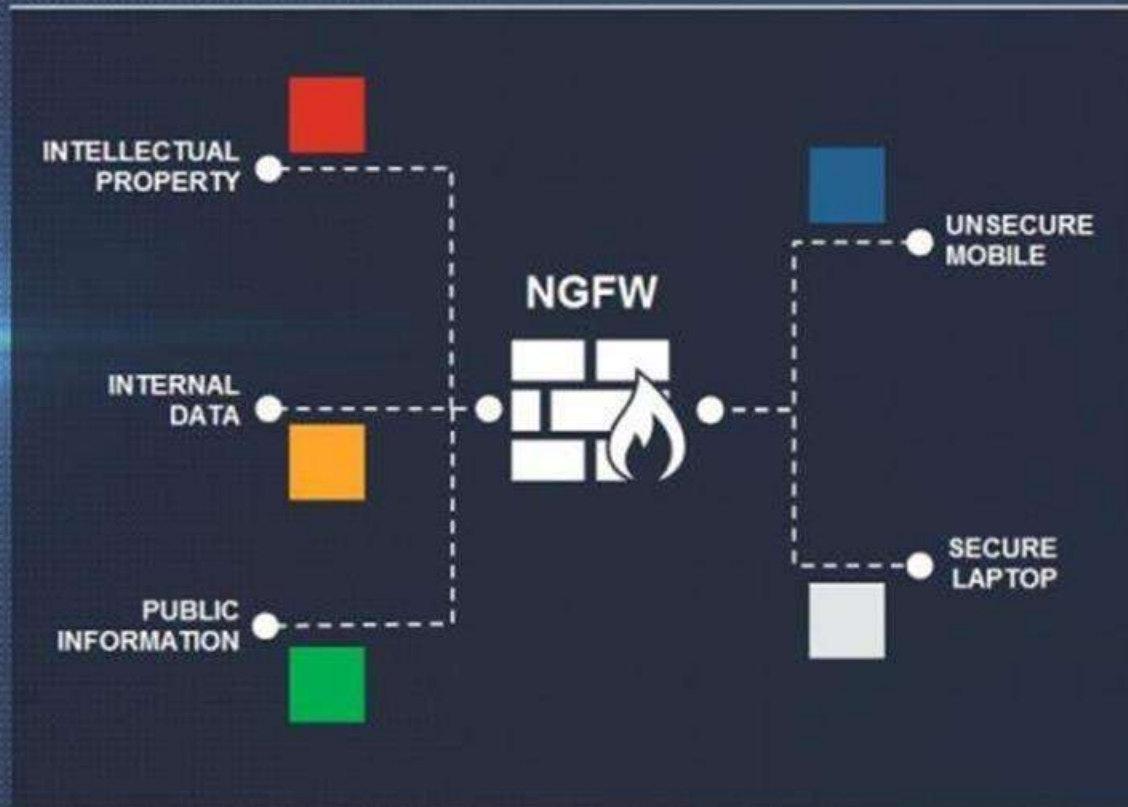 INTELLECTUAL
PROPERTY
INTERNAL
DATA
PUBLIC
INFORMATION
NGFW
UNSECURE
MOBILE
SECURE
LAPTOP